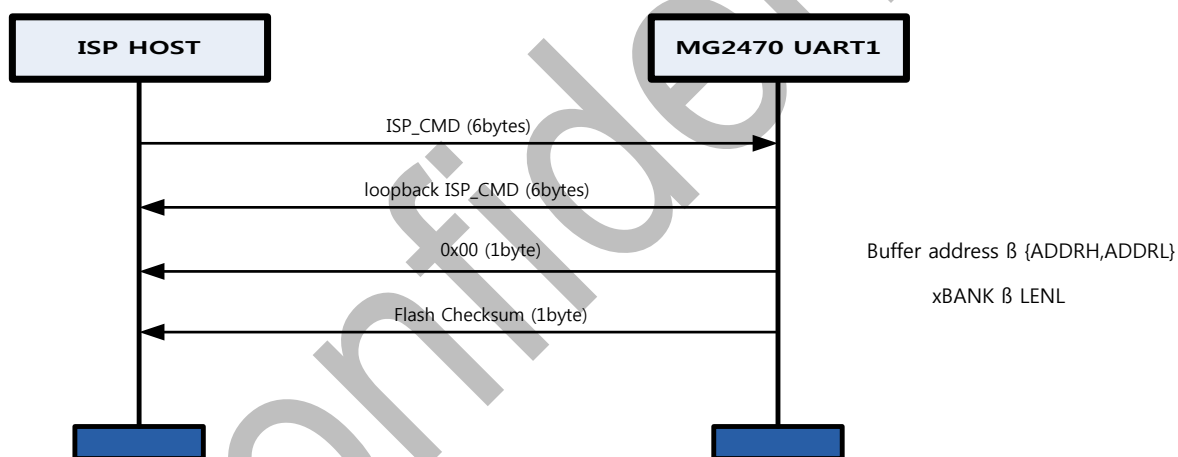 ISP HOST
MG2470 UART1
ISP_CMD (6bytes)
loopback ISP_CMD (6bytes)
0x00 (1byte)
Buffer address ß {ADDRH,ADDRL}
xBANK ß LENL
Flash Checksum (1byte)